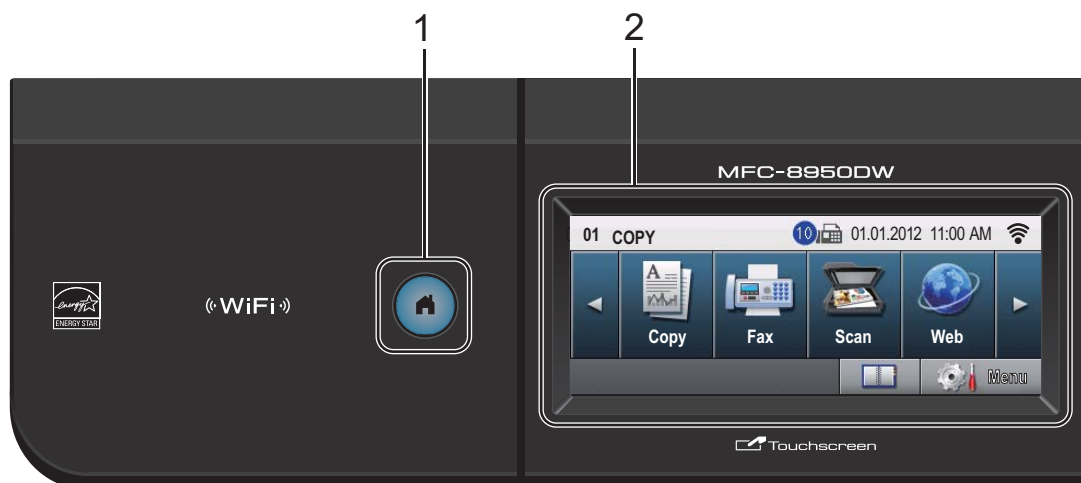 1 2
MFC-8950DW
01 COPY 10 01.01.2012 11:00 AM
Copy Fax Scan Web
Menu
WiFi
energy
ENERGY STAR
Touchscreen